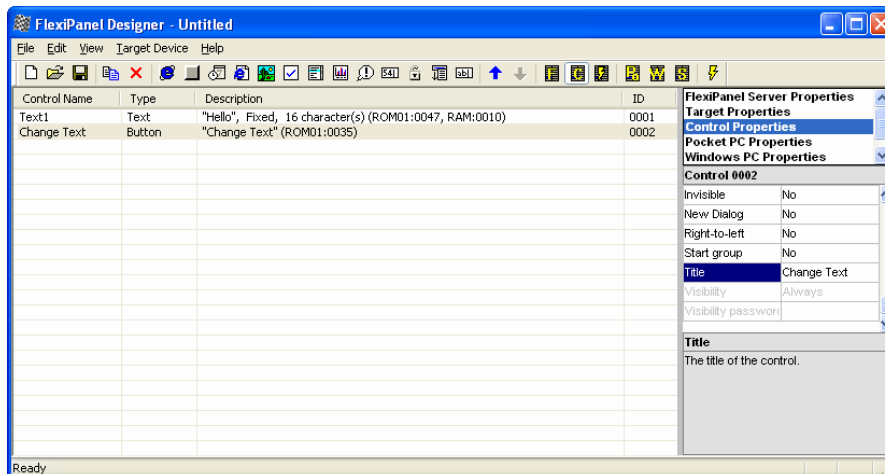 FlexiPanel Designer - Untitled
File Edit View Target Device Help
Control Name Type Description ID
Text1 Text "Hello", Fixed, 16 character(s) (ROM01:0047, RAM:0010) 0001
Change Text Button "Change Text" (ROM01:0035) 0002
FlexiPanel Server Properties
Target Properties
Control Properties
Pocket PC Properties
Windows PC Properties
Control 0002
Invisible No
New Dialog No
Right-to-left No
Start group No
Title Change Text
Visibility Always
Visibility password
Title
The title of the control.
Ready